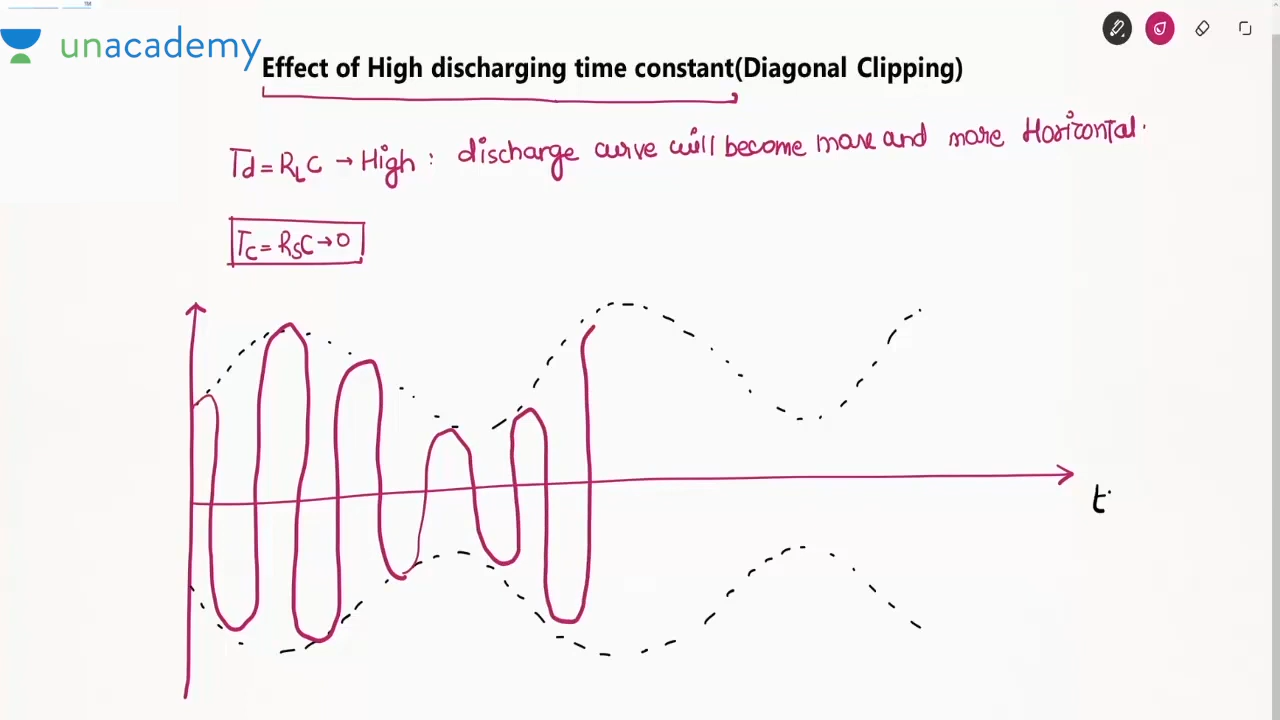 TM
unacademy
Effect of High discharging time constant(Diagonal Clipping)
Td = RLC → High : discharge curve will become more and more Horizontal.
TC = RSC → 0
t